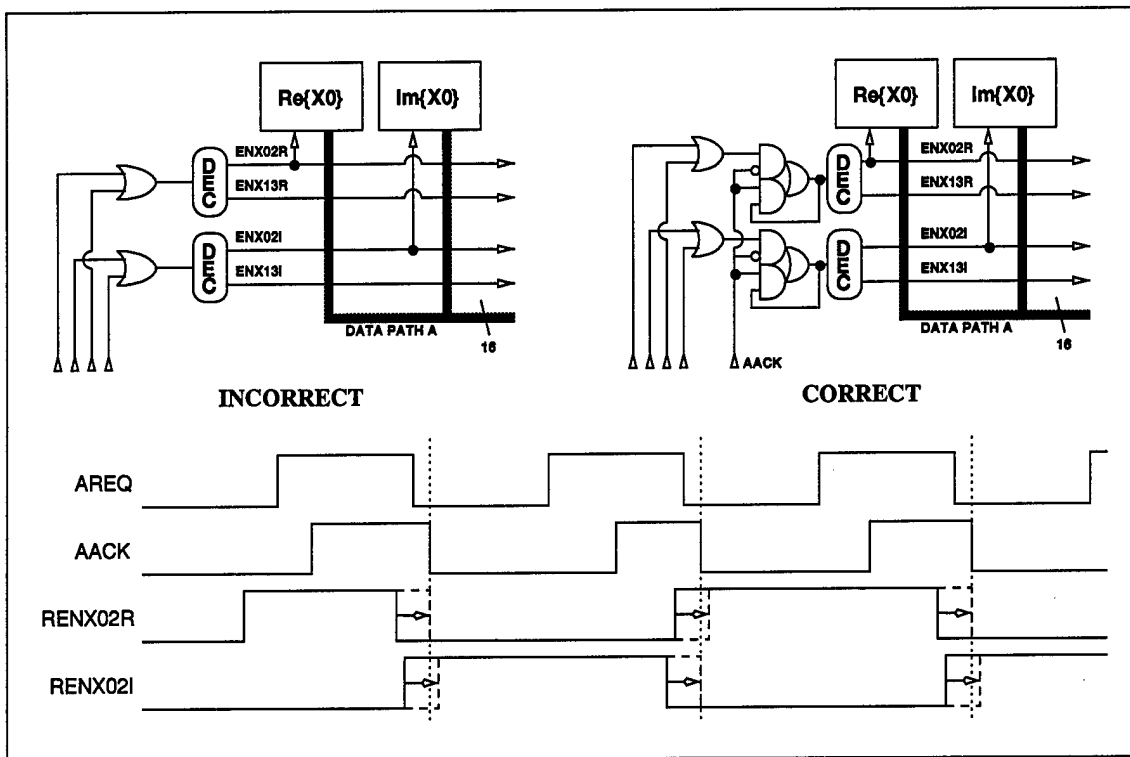 Re{X0}
Im{X0}
DEC
ENX02R
ENX13R
DEC
ENX02I
ENX13I
DATA PATH A
16
INCORRECT
Re{X0}
Im{X0}
DEC
ENX02R
ENX13R
DEC
ENX02I
ENX13I
DATA PATH A
16
AACK
CORRECT
AREQ
AACK
RENX02R
RENX02I